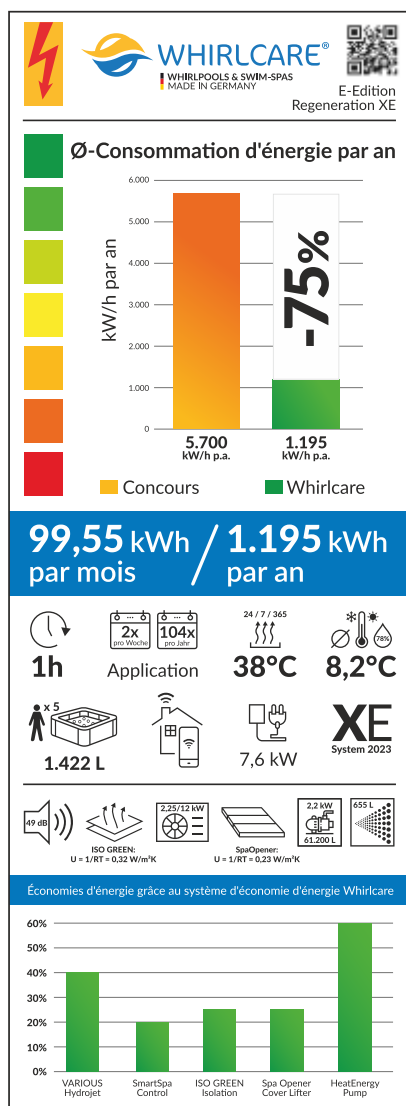 WHIRLCARE®
WHIRLPOOLS & SWIM-SPAS
MADE IN GERMANY
E-Edition
Regeneration XE
Ø-Consommation d'énergie par an
kW/h par an
6.000
5.000
4.000
3.000
2.000
1.000
0
-75%
5.700
kW/h p.a.
1.195
kW/h p.a.
Concours
Whirlcare
99,55 kWh / 1.195 kWh
par mois par an
24 / 7 / 365
2x
pro Woche
104x
pro Jahr
78%
1h
Application
38°C
8,2°C
x 5
1.422 L
7,6 kW
XE
System 2023
49 dB
2,25/12 kW
2,2 kW
61.200 L
655 L
ISO GREEN:
U = 1/RT = 0,32 W/m²K
SpaOpener:
U = 1/RT = 0,23 W/m²K
Économies d'énergie grâce au système d'économie d'énergie Whirlcare
60%
50%
40%
30%
20%
10%
0%
VARIOUS
Hydrojet
SmartSpa
Control
ISO GREEN
Isolation
Spa Opener
Cover Lifter
HeatEnergy
Pump